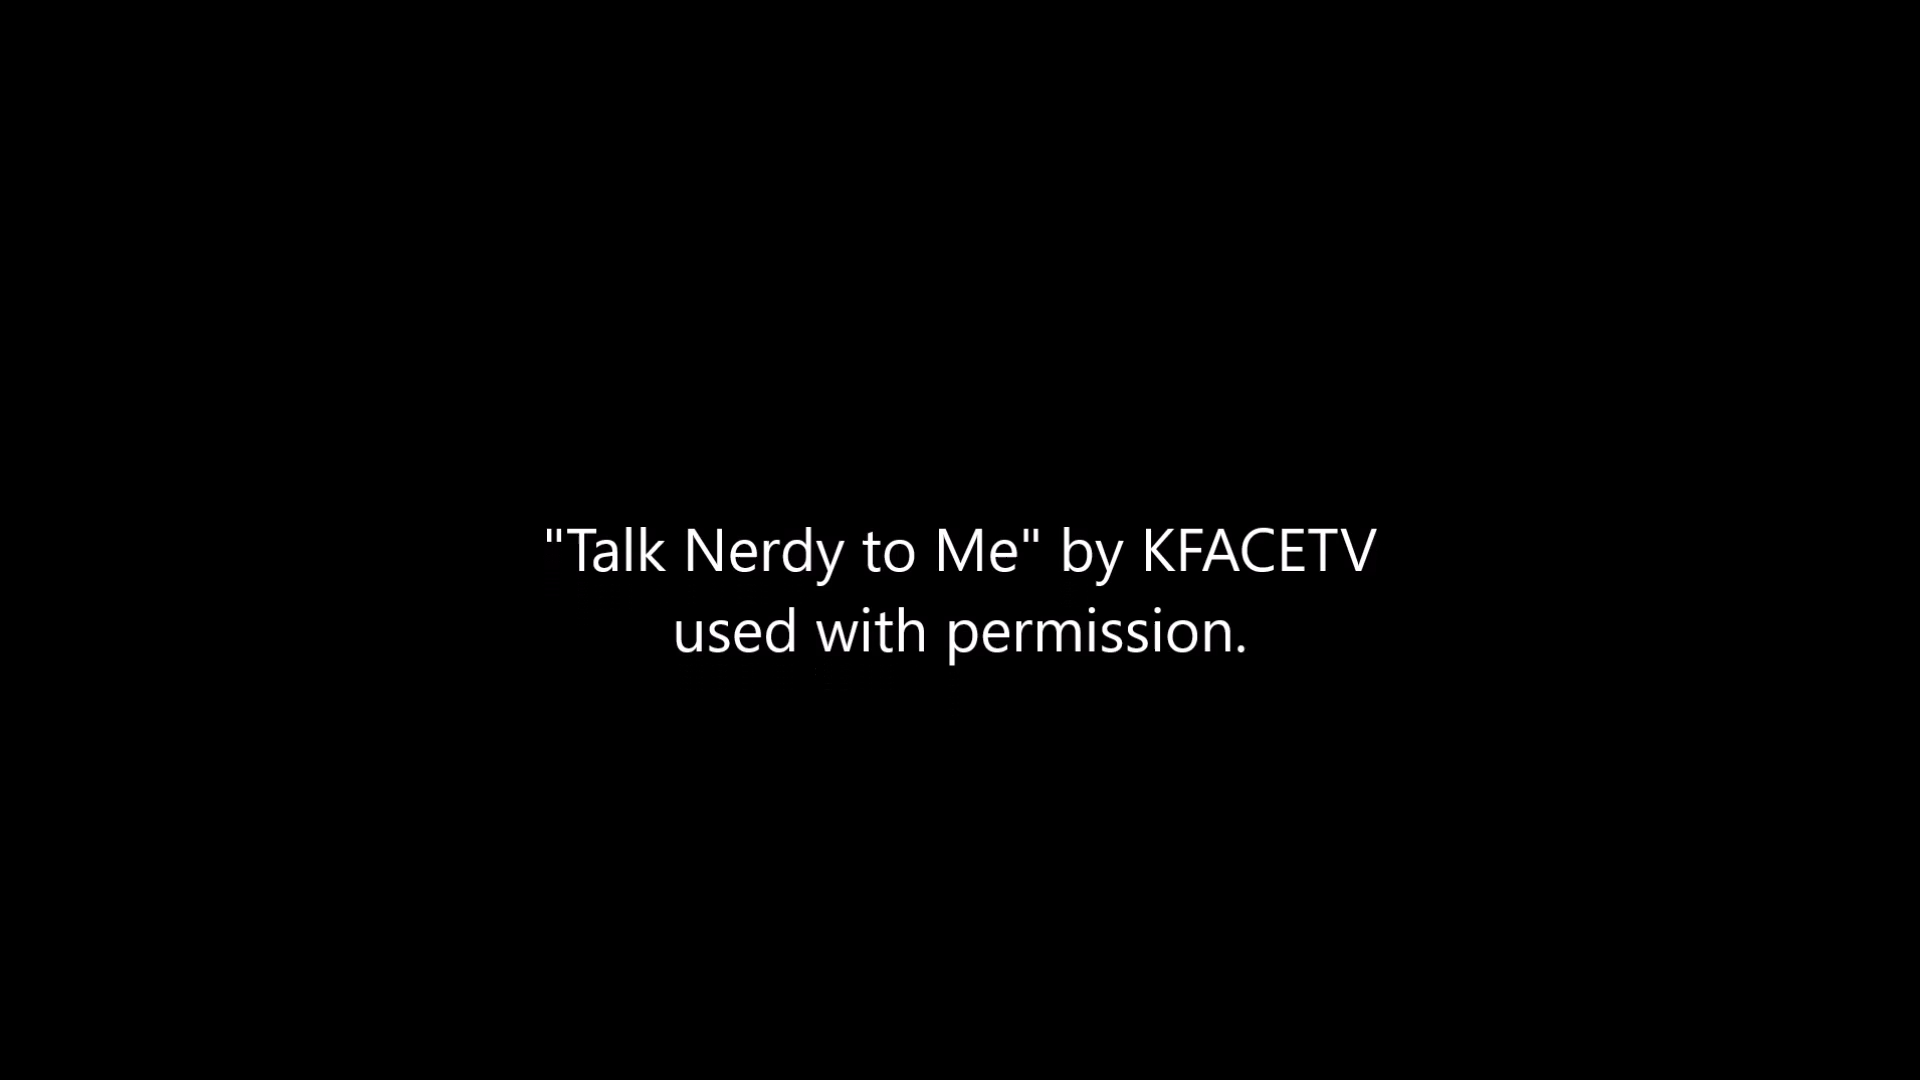 "Talk Nerdy to Me" by KFACETV
used with permission.